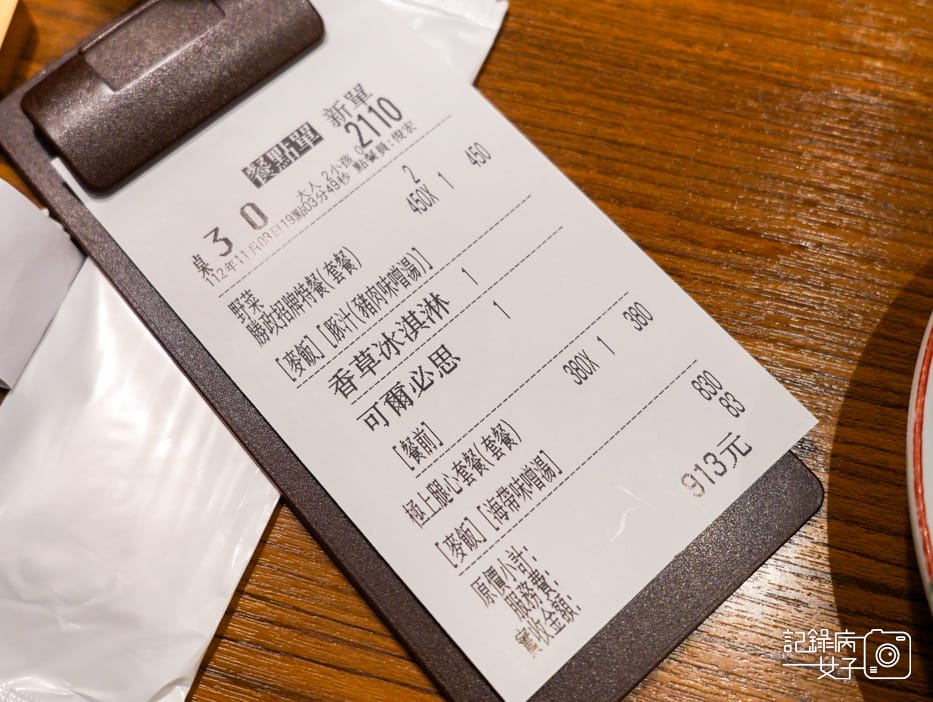 餐點單 新單
桌 30 大人 2 小孩 0 2110
112年11月08日19點03分49秒 點餐員:俊宏
野菜 2
勝政招牌特餐(套餐) 450X 1 450
[麥飯] [豚汁(豬肉味噌湯)]
香草冰淇淋 1
可爾必思 1
[餐前]
極上腿心套餐(套餐) 380X 1 380
[麥飯] [海帶味噌湯]
原價小計: 830
服務費: 83
實收金額: 913元
記錄病
女子